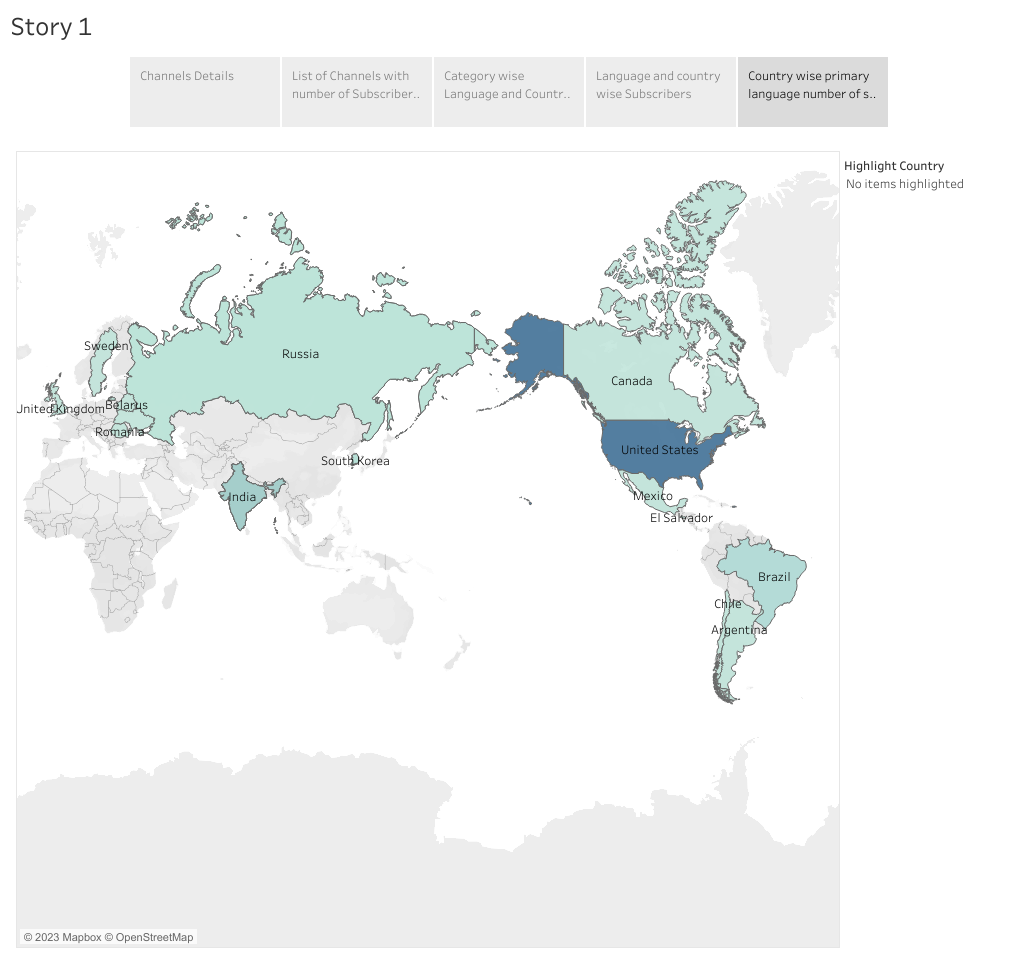 Story 1
Channels Details
List of Channels with
number of Subscriber..
Category wise
Language and Countr..
Language and country
wise Subscribers
Country wise primary
language number of s..
Highlight Country
No items highlighted
Sweden
Russia
Canada
United Kingdom
Belarus
Romania
South Korea
United States
India
Mexico
El Salvador
Brazil
Chile
Argentina
© 2023 Mapbox © OpenStreetMap